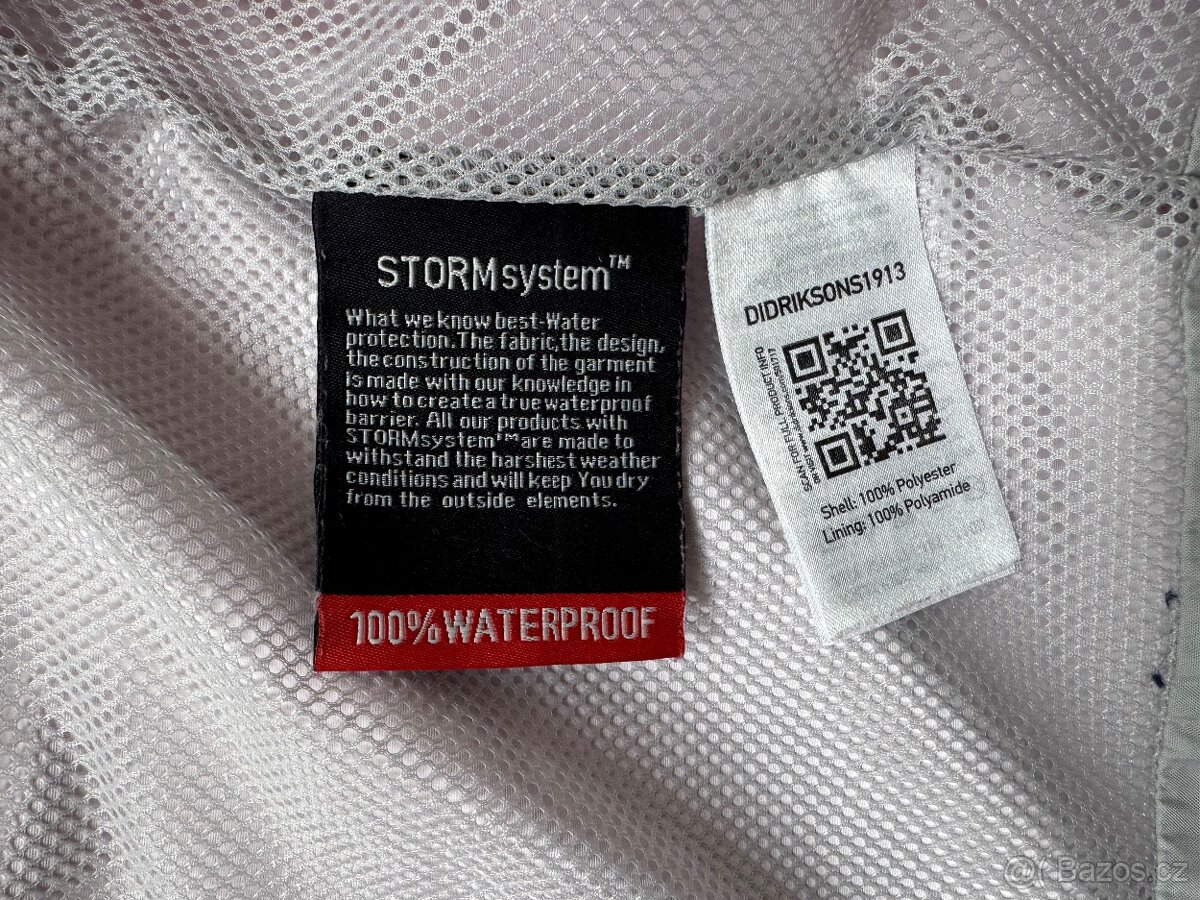 STORMsystem™
What we know best-Water
protection. The fabric, the design,
the construction of the garment
is made with our knowledge in
how to create a true waterproof
barrier. All our products with
STORMsystem™ are made to
withstand the harshest weather
conditions and will keep You dry
from the outside elements.
100% WATERPROOF
DIDRIKSONS1913
SCAN FOR FULL PRODUCT INFO
Shell: 100% Polyester
Lining: 100% Polyamide
Bazos.cz